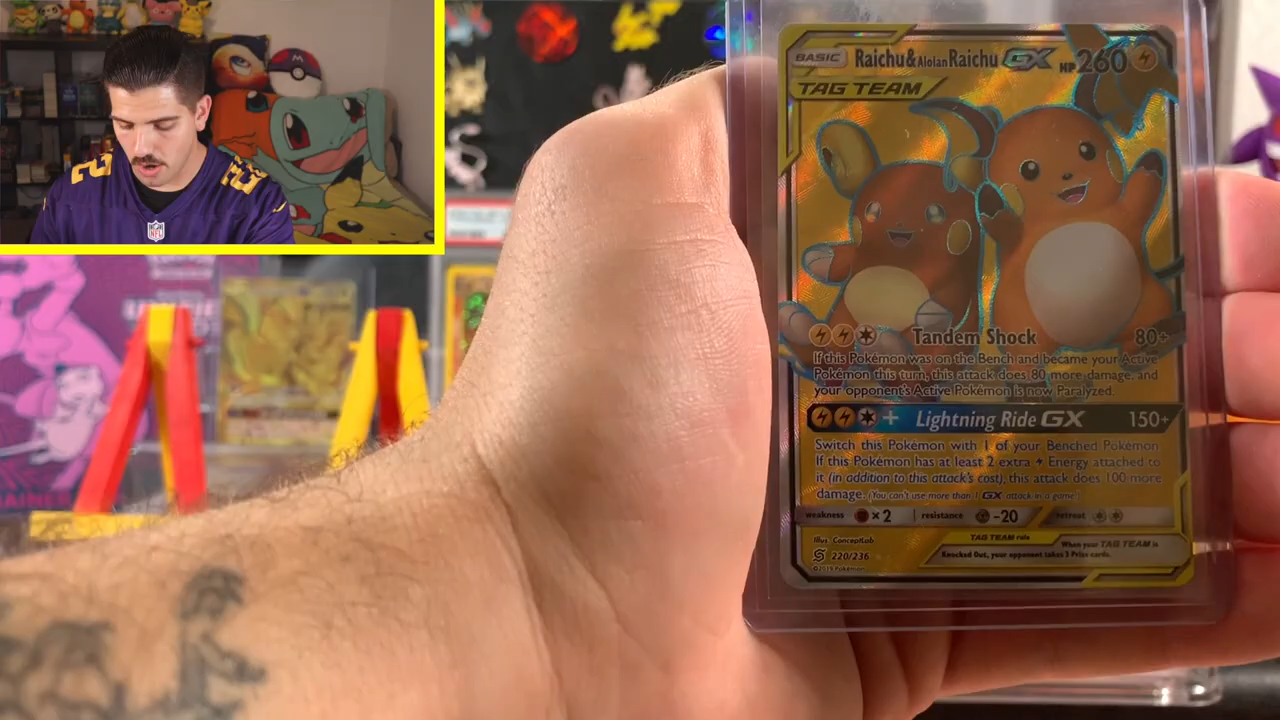 BASIC Raichu & Alolan Raichu GX HP 260
TAG TEAM
Tandem Shock 80+
If this Pokémon was on the Bench and became your Active
Pokémon this turn, this attack does 80 more damage, and
your opponent's Active Pokémon is now Paralyzed.
+ Lightning Ride GX 150+
Switch this Pokémon with 1 of your Benched Pokémon.
If this Pokémon has at least 2 extra Energy attached to
it (in addition to this attack's cost), this attack does 100 more
damage. (You can't use more than 1 GX attack in a game.)
weakness ×2 resistance -20 retreat
Illus. ConceptLab
TAG TEAM rule
When your TAG TEAM is
220/236
Knocked Out, your opponent takes 3 Prize cards.
©2019 Pokémon
NFL